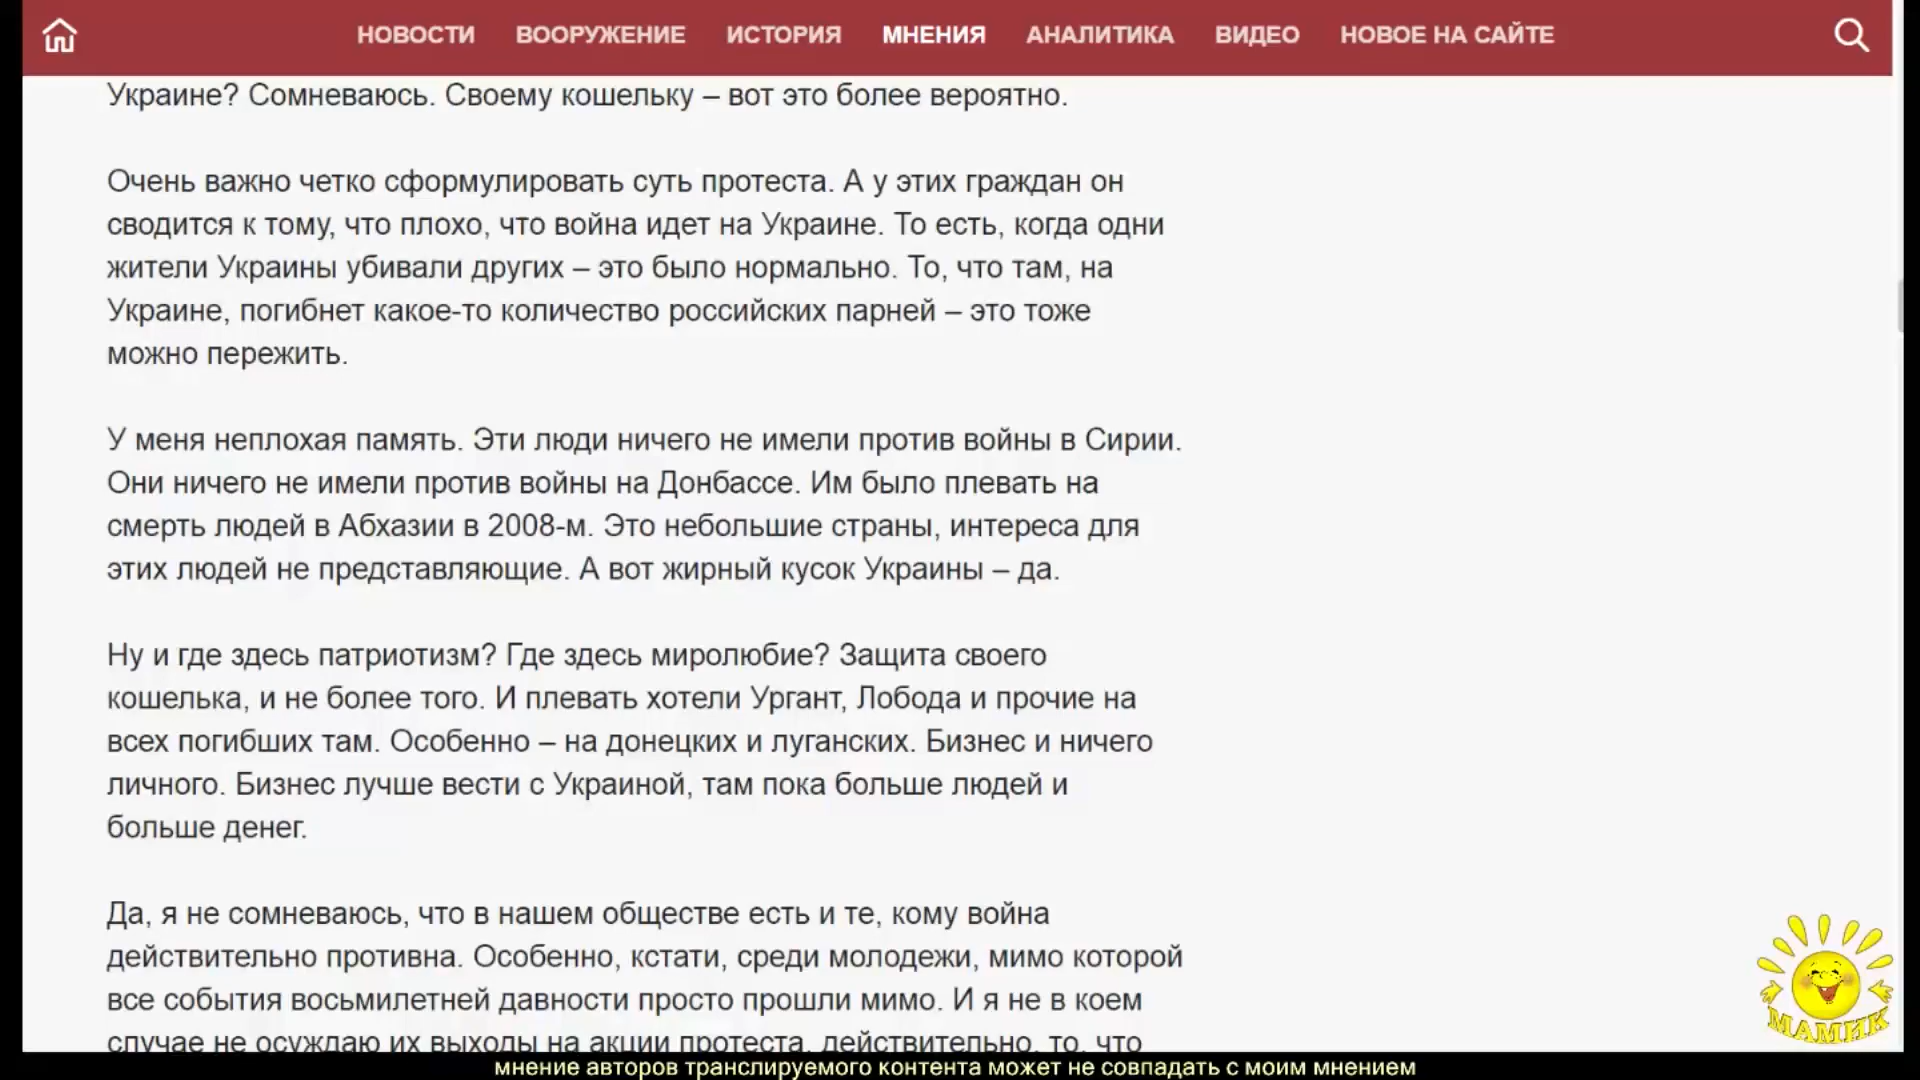 НОВОСТИ ВООРУЖЕНИЕ ИСТОРИЯ МНЕНИЯ АНАЛИТИКА ВИДЕО НОВОЕ НА САЙТЕ
Украине? Сомневаюсь. Своему кошельку – вот это более вероятно.
Очень важно четко сформулировать суть протеста. А у этих граждан он
сводится к тому, что плохо, что война идет на Украине. То есть, когда одни
жители Украины убивали других – это было нормально. То, что там, на
Украине, погибнет какое-то количество российских парней – это тоже
можно пережить.
У меня неплохая память. Эти люди ничего не имели против войны в Сирии.
Они ничего не имели против войны на Донбассе. Им было плевать на
смерть людей в Абхазии в 2008-м. Это небольшие страны, интереса для
этих людей не представляющие. А вот жирный кусок Украины – да.
Ну и где здесь патриотизм? Где здесь миролюбие? Защита своего
кошелька, и не более того. И плевать хотели Ургант, Лобода и прочие на
всех погибших там. Особенно – на донецких и луганских. Бизнес и ничего
личного. Бизнес лучше вести с Украиной, там пока больше людей и
больше денег.
Да, я не сомневаюсь, что в нашем обществе есть и те, кому война
действительно противна. Особенно, кстати, среди молодежи, мимо которой
все события восьмилетней давности просто прошли мимо. И я не в коем
случае не осуждаю их выходы на акции протеста, действительно, то, что
МАМИК
мнение авторов транслируемого контента может не совпадать с моим мнением